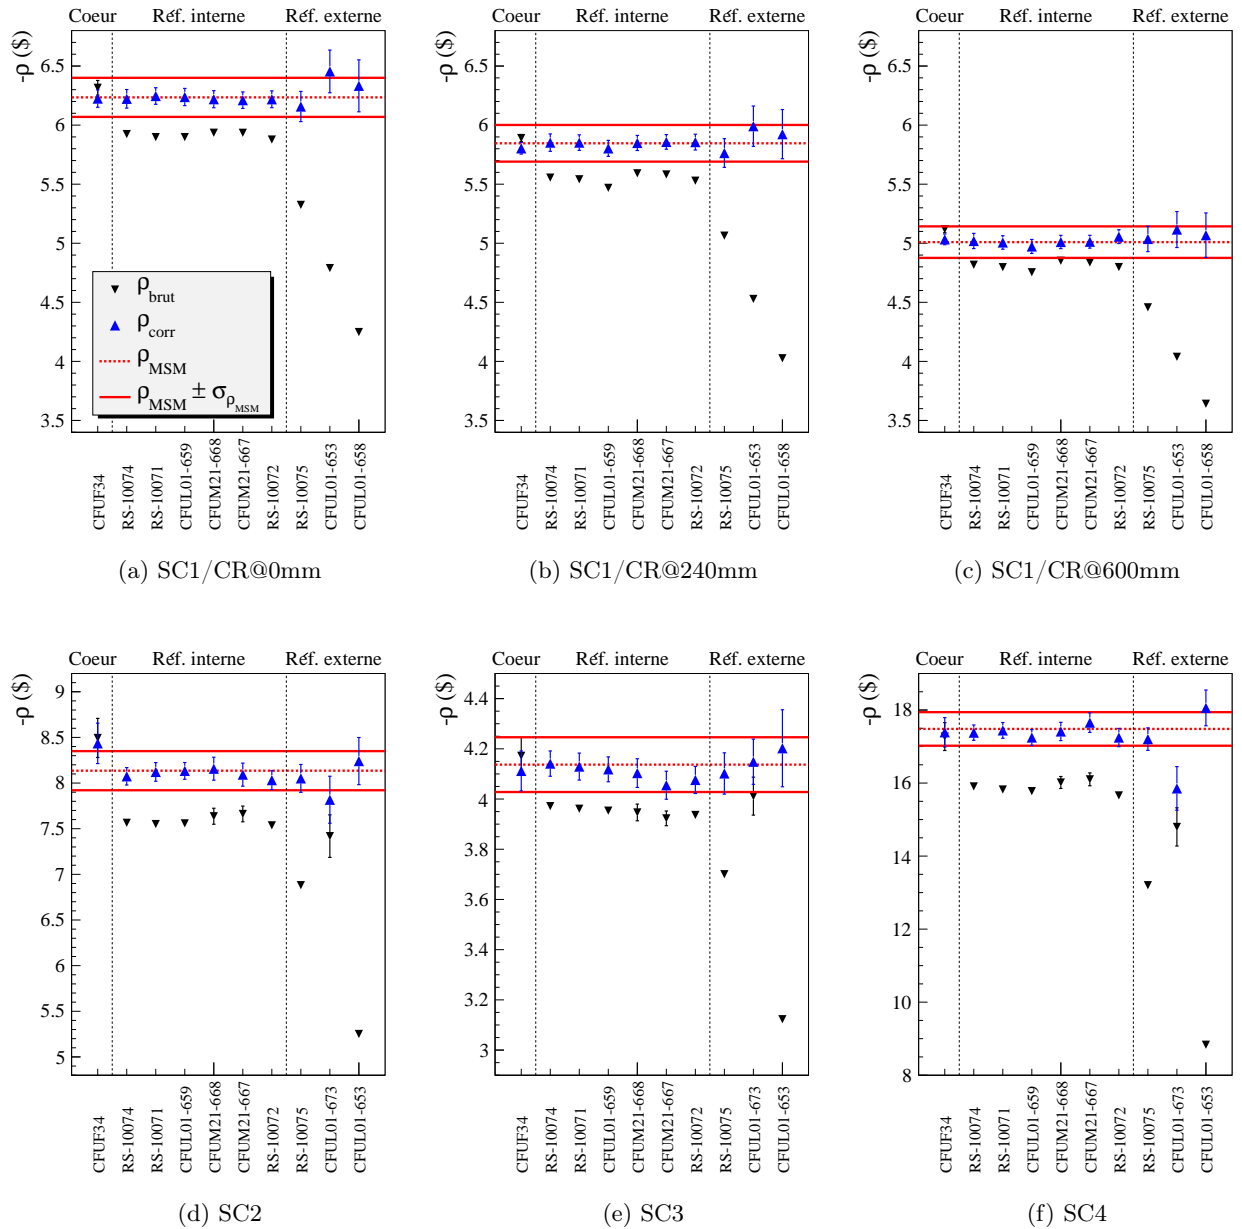 Coeur Réf. interne Réf. externe
-ρ ($)
6.5
6
5.5
5
4.5
4
3.5
ρbrut
ρcorr
ρMSM
ρMSM ± σρMSM
CFUF34
RS-10074
RS-10071
CFUL01-659
CFUM21-668
CFUM21-667
RS-10072
RS-10075
CFUL01-653
CFUL01-658
(a) SC1/CR@0mm
Coeur Réf. interne Réf. externe
-ρ ($)
6.5
6
5.5
5
4.5
4
3.5
CFUF34
RS-10074
RS-10071
CFUL01-659
CFUM21-668
CFUM21-667
RS-10072
RS-10075
CFUL01-653
CFUL01-658
(b) SC1/CR@240mm
Coeur Réf. interne Réf. externe
-ρ ($)
6.5
6
5.5
5
4.5
4
3.5
CFUF34
RS-10074
RS-10071
CFUL01-659
CFUM21-668
CFUM21-667
RS-10072
RS-10075
CFUL01-653
CFUL01-658
(c) SC1/CR@600mm
Coeur Réf. interne Réf. externe
-ρ ($)
9
8.5
8
7.5
7
6.5
6
5.5
5
CFUF34
RS-10074
RS-10071
CFUL01-659
CFUM21-668
CFUM21-667
RS-10072
RS-10075
CFUL01-673
CFUL01-653
(d) SC2
Coeur Réf. interne Réf. externe
-ρ ($)
4.4
4.2
4
3.8
3.6
3.4
3.2
3
CFUF34
RS-10074
RS-10071
CFUL01-659
CFUM21-668
CFUM21-667
RS-10072
RS-10075
CFUL01-673
CFUL01-653
(e) SC3
Coeur Réf. interne Réf. externe
-ρ ($)
18
16
14
12
10
8
CFUF34
RS-10074
RS-10071
CFUL01-659
CFUM21-668
CFUM21-667
RS-10072
RS-10075
CFUL01-673
CFUL01-653
(f) SC4